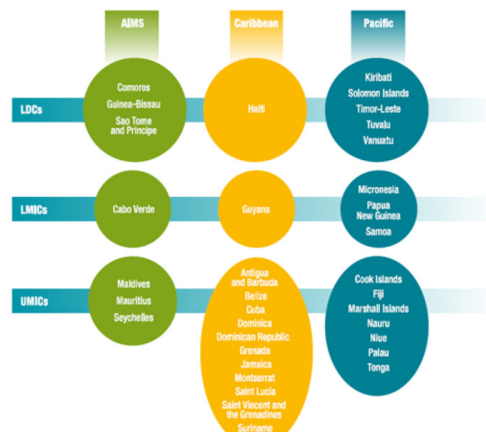 AIMS
Caribbean
Pacific
LDCs
Comoros
Guinea-Bissau
Sao Tome
and Principe
Haiti
Kiribati
Solomon Islands
Timor-Leste
Tuvalu
Vanuatu
LMICs
Cabo Verde
Guyana
Micronesia
Papua
New Guinea
Samoa
UMICs
Maldives
Mauritius
Seychelles
Antigua
and Barbuda
Belize
Cuba
Dominica
Dominican Republic
Grenada
Jamaica
Montserrat
Saint Lucia
Saint Vincent and
the Grenadines
Suriname
Cook Islands
Fiji
Marshall Islands
Nauru
Niue
Palau
Tonga